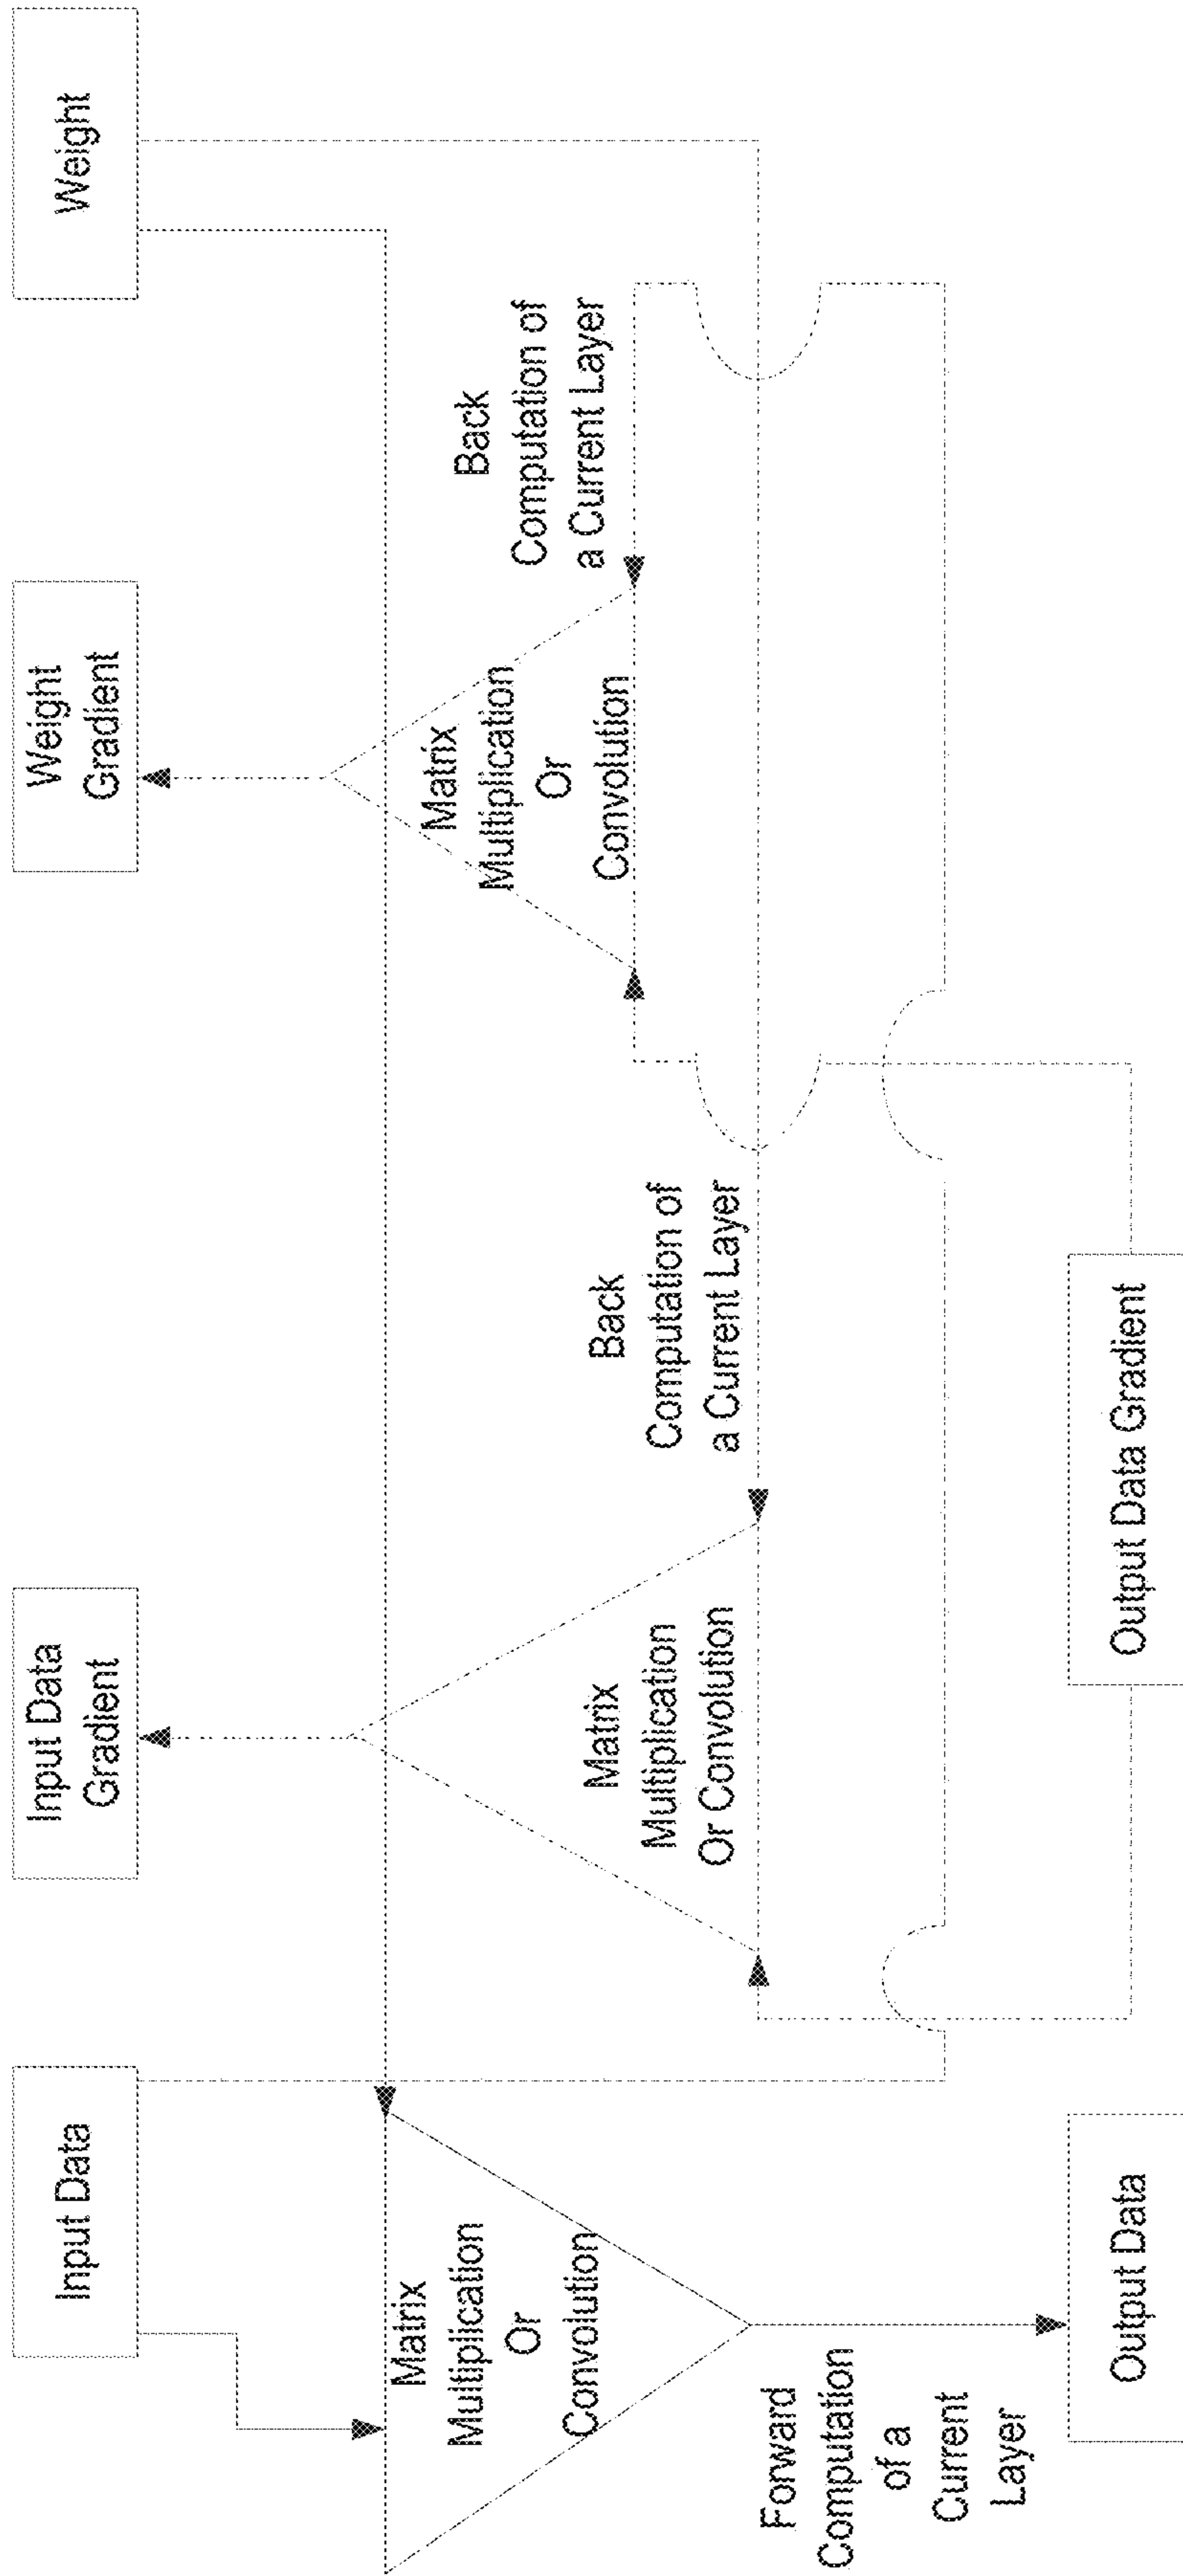 Input Data
Input Data
Gradient
Weight
Gradient
Weight
Matrix
Multiplication
Or
Convolution
Matrix
Multiplication
Or Convolution
Back
Computation of
a Current Layer
Matrix
Multiplication
Or
Convolution
Back
Computation of
a Current Layer
Forward
Computation
of a
Current
Layer
Output Data
Output Data Gradient